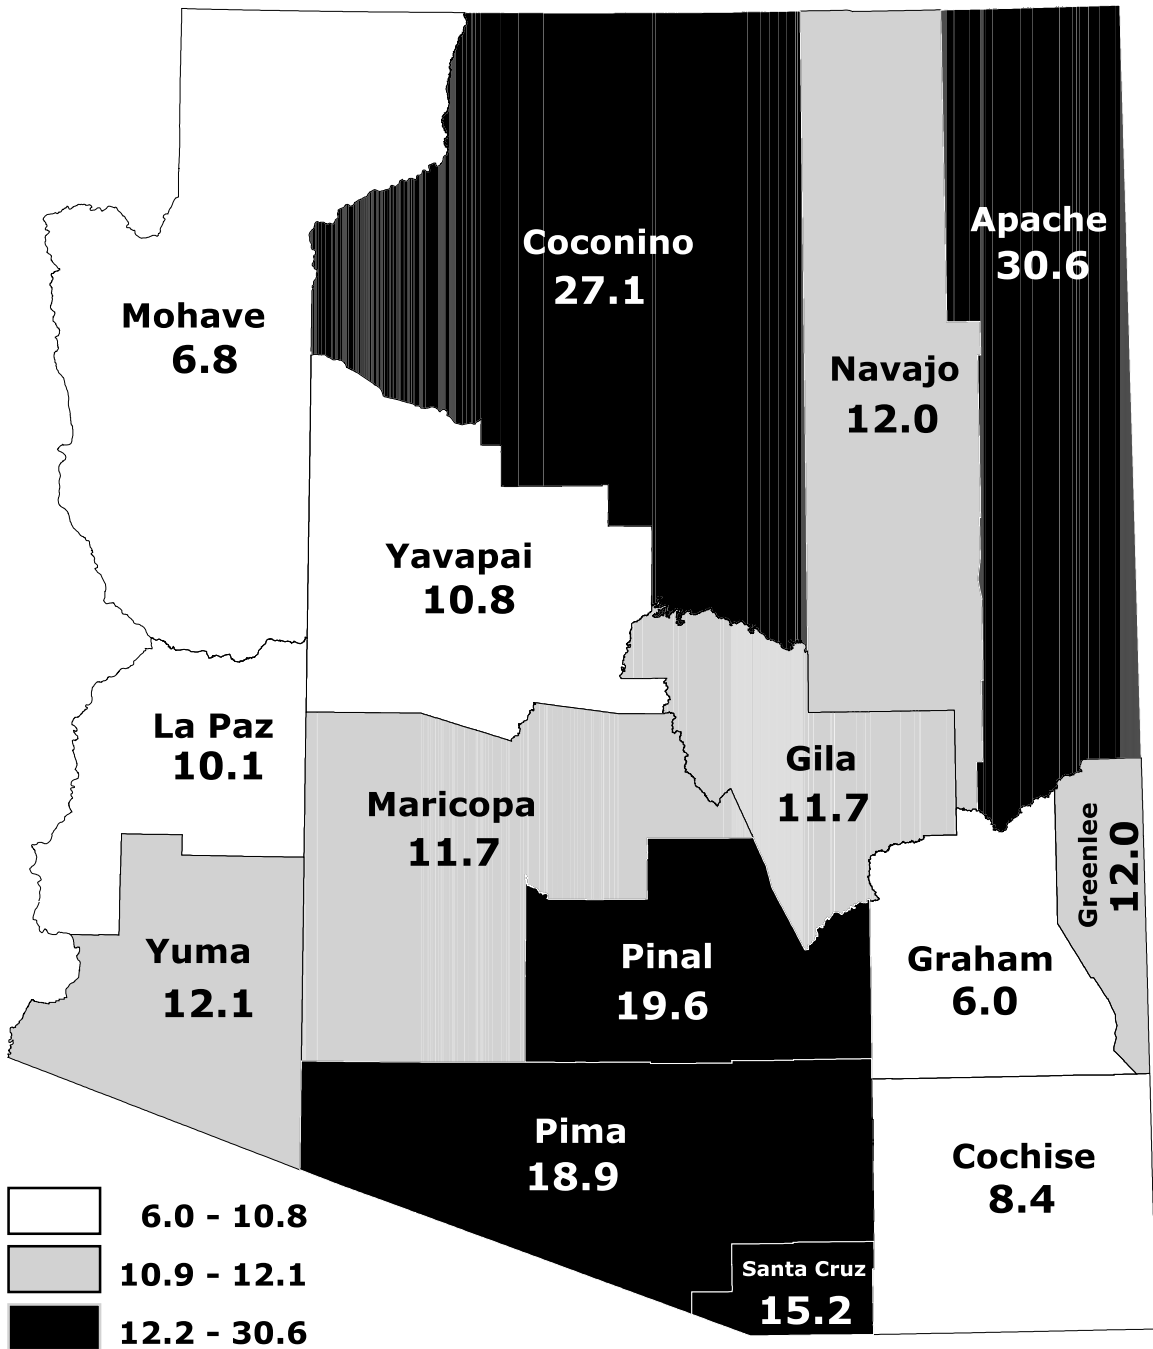 Apache
30.6
Coconino
27.1
Mohave
6.8
Navajo
12.0
Yavapai
10.8
La Paz
10.1
Gila
11.7
Maricopa
11.7
Greenlee
12.0
Yuma
12.1
Pinal
19.6
Graham
6.0
Pima
18.9
Cochise
8.4
Santa Cruz
15.2
6.0 - 10.8
10.9 - 12.1
12.2 - 30.6